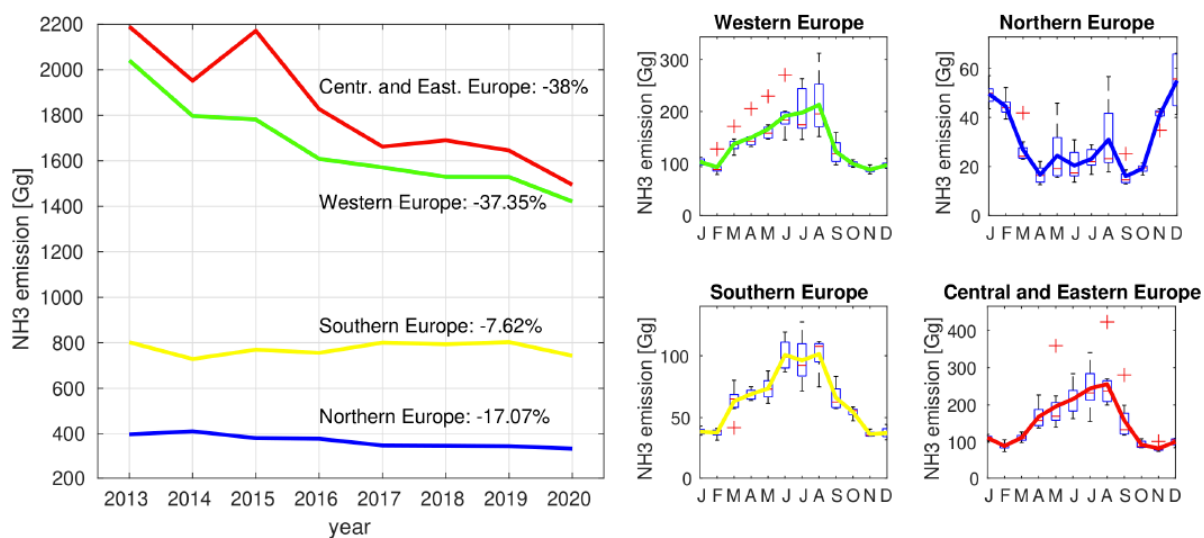 2200
2000
1800
1600
1400
1200
1000
800
600
400
200
NH3 emission [Gg]
Centr. and East. Europe: -38%
Western Europe: -37.35%
Southern Europe: -7.62%
Northern Europe: -17.07%
2013 2014 2015 2016 2017 2018 2019 2020
year
Western Europe
300
200
100
0
NH3 emission [Gg]
J F M A M J J A S O N D
Northern Europe
60
40
20
0
NH3 emission [Gg]
J F M A M J J A S O N D
Southern Europe
100
50
0
NH3 emission [Gg]
J F M A M J J A S O N D
Central and Eastern Europe
400
300
200
100
0
NH3 emission [Gg]
J F M A M J J A S O N D